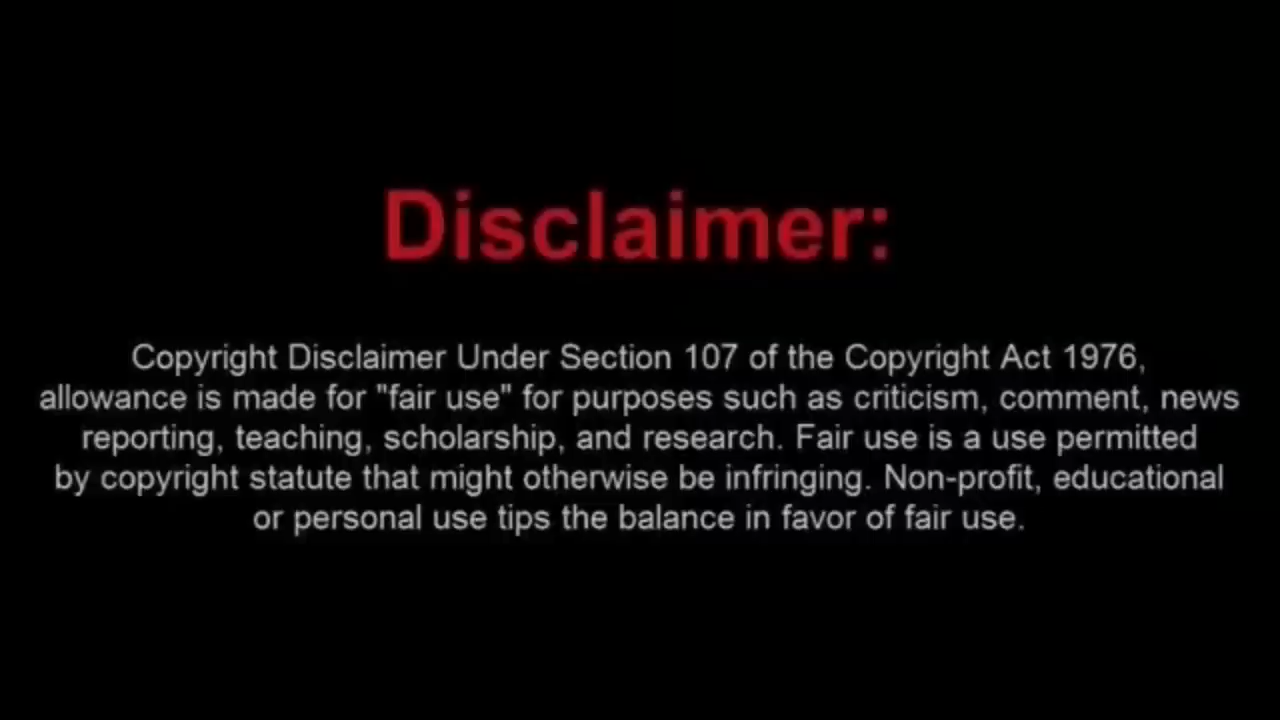 Disclaimer:
Copyright Disclaimer Under Section 107 of the Copyright Act 1976,
allowance is made for "fair use" for purposes such as criticism, comment, news
reporting, teaching, scholarship, and research. Fair use is a use permitted
by copyright statute that might otherwise be infringing. Non-profit, educational
or personal use tips the balance in favor of fair use.